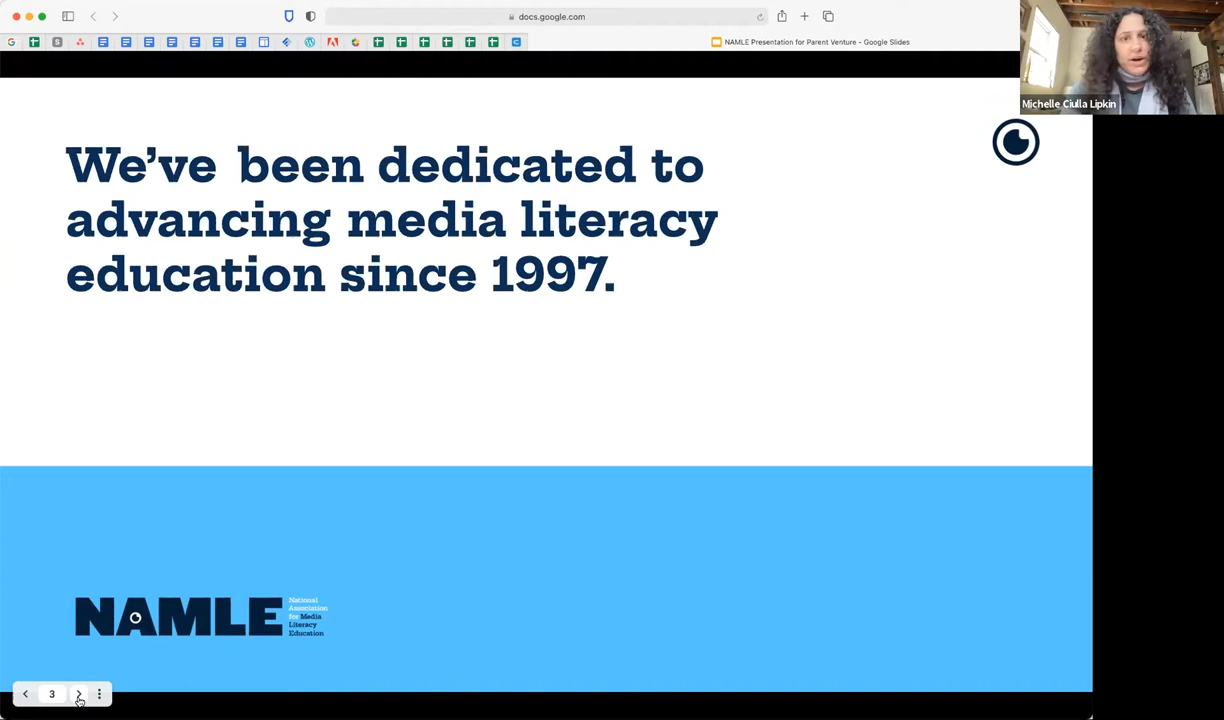 docs.google.com
NAMLE Presentation for Parent Venture - Google Slides
Michelle Ciulla Lipkin
We've been dedicated to
advancing media literacy
education since 1997.
NAMLE
National
Association
for Media
Literacy
Education
3